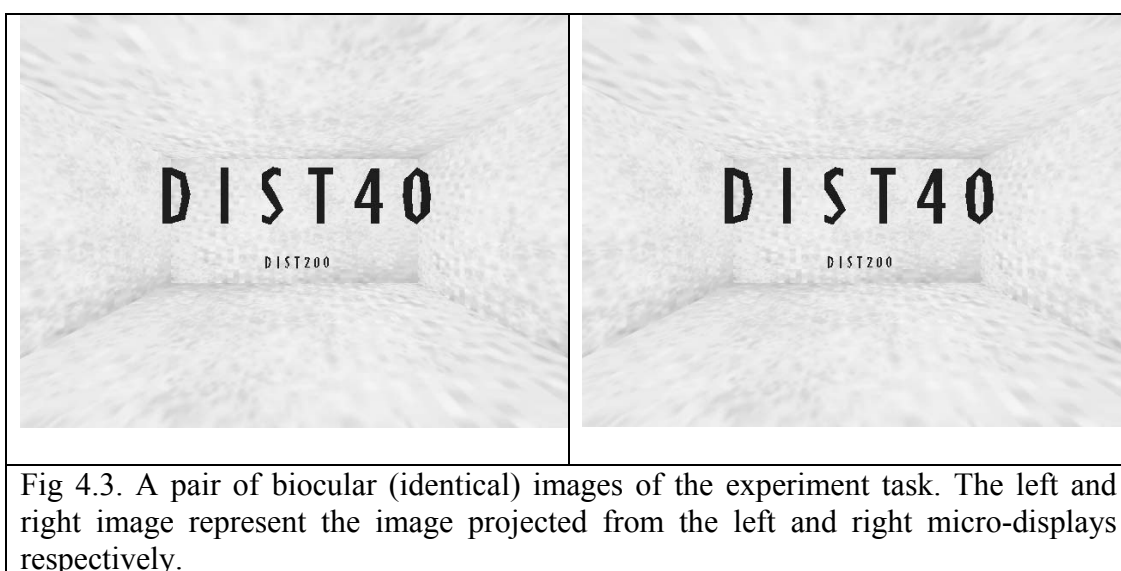 DIST40
DIST200
DIST40
DIST200
Fig 4.3. A pair of biocular (identical) images of the experiment task. The left and
right image represent the image projected from the left and right micro-displays
respectively.